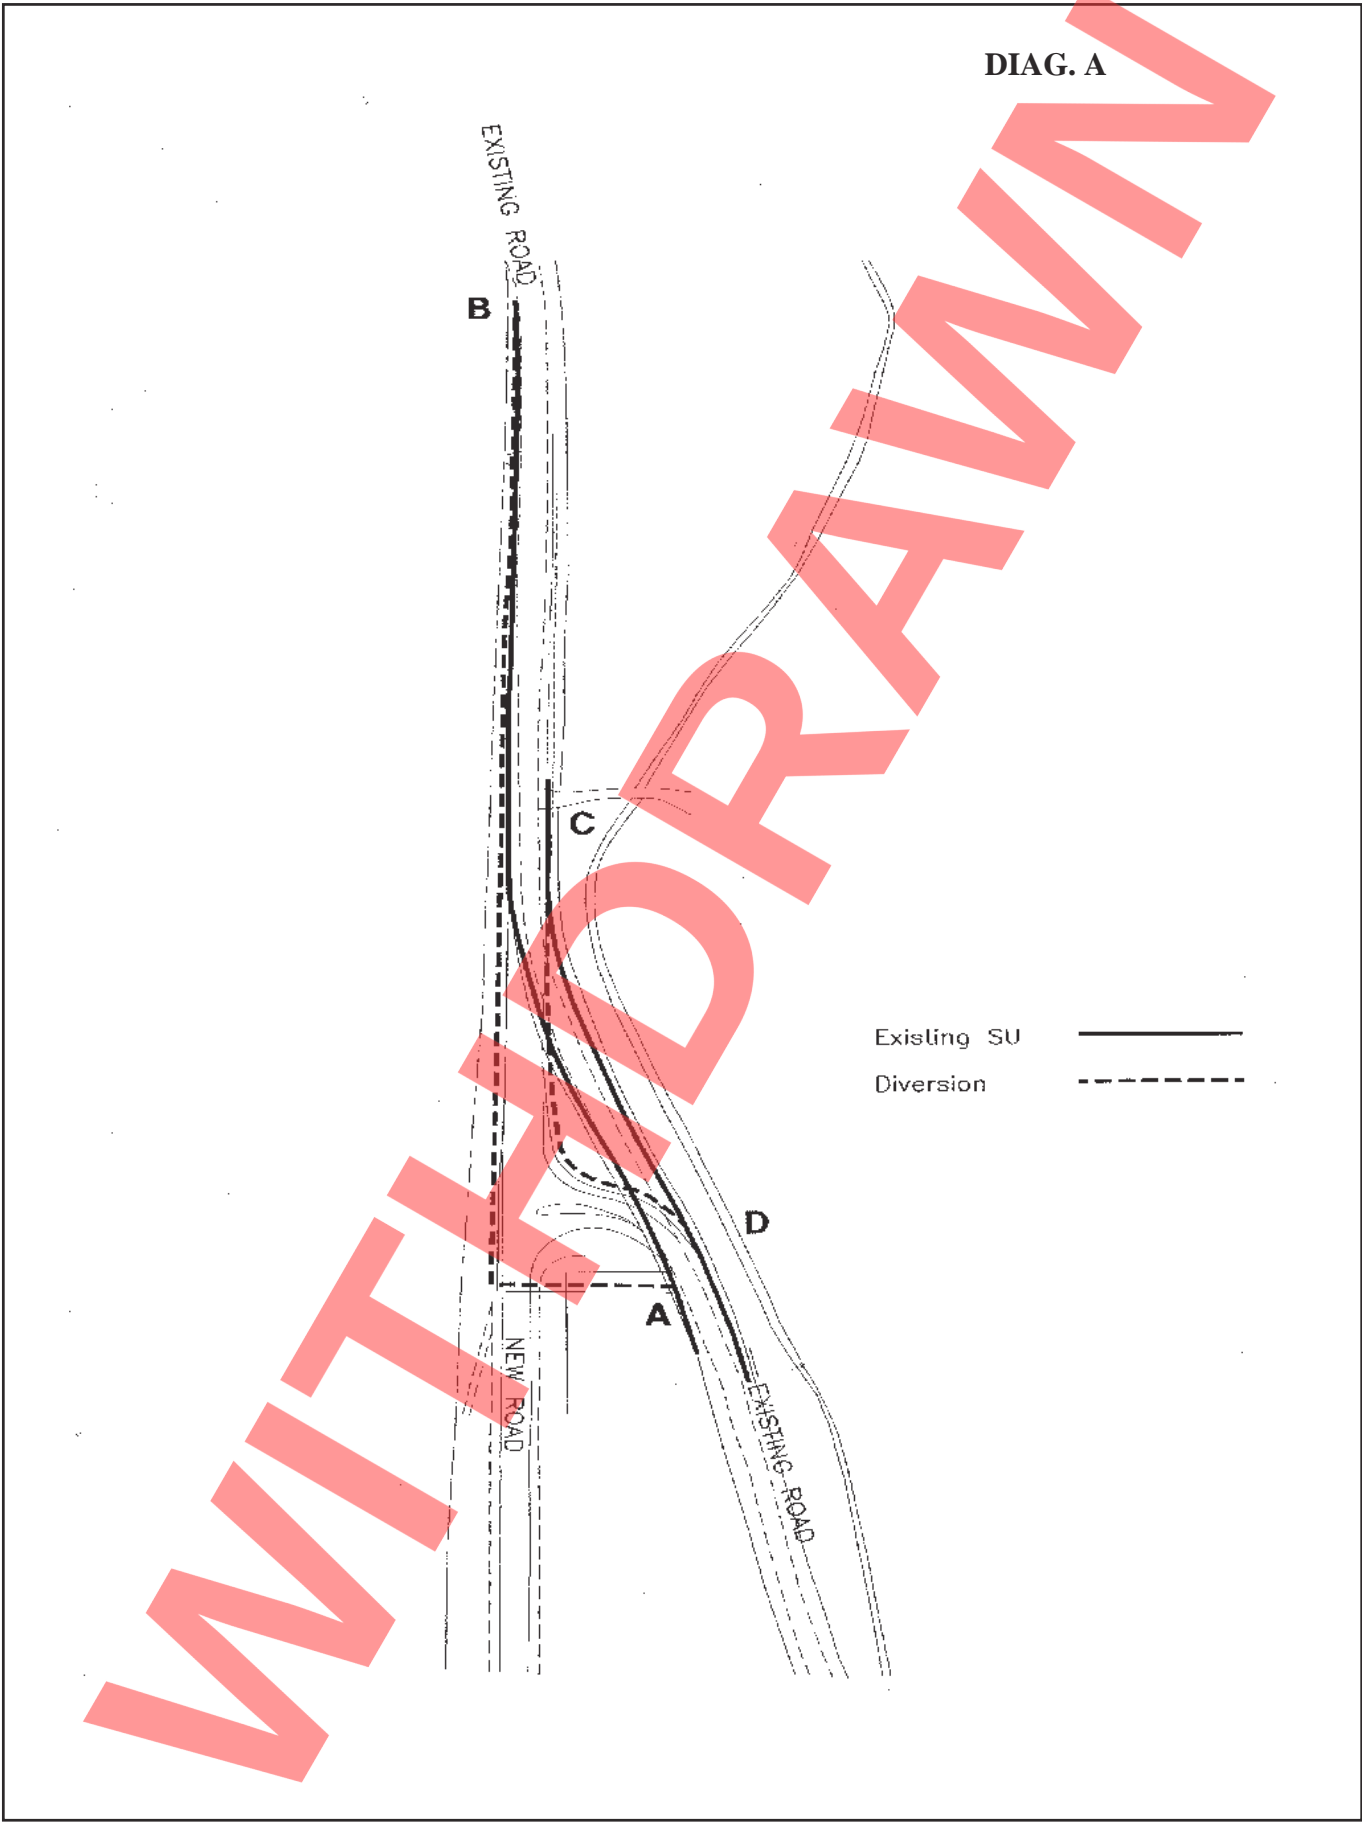 DIAG. A
EXISTING ROAD
B
C
Existing SU
Diversion
D
A
NEW ROAD
EXISTING ROAD
WITHDRAWN